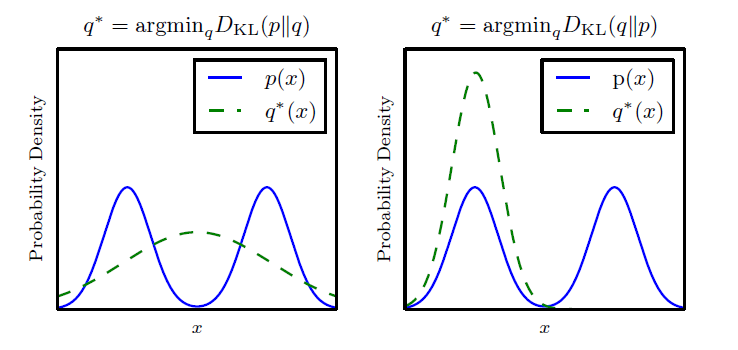 q* = argmin_q D_KL(p‖q)
p(x)
q*(x)
Probability Density
x
q* = argmin_q D_KL(q‖p)
p(x)
q*(x)
Probability Density
x